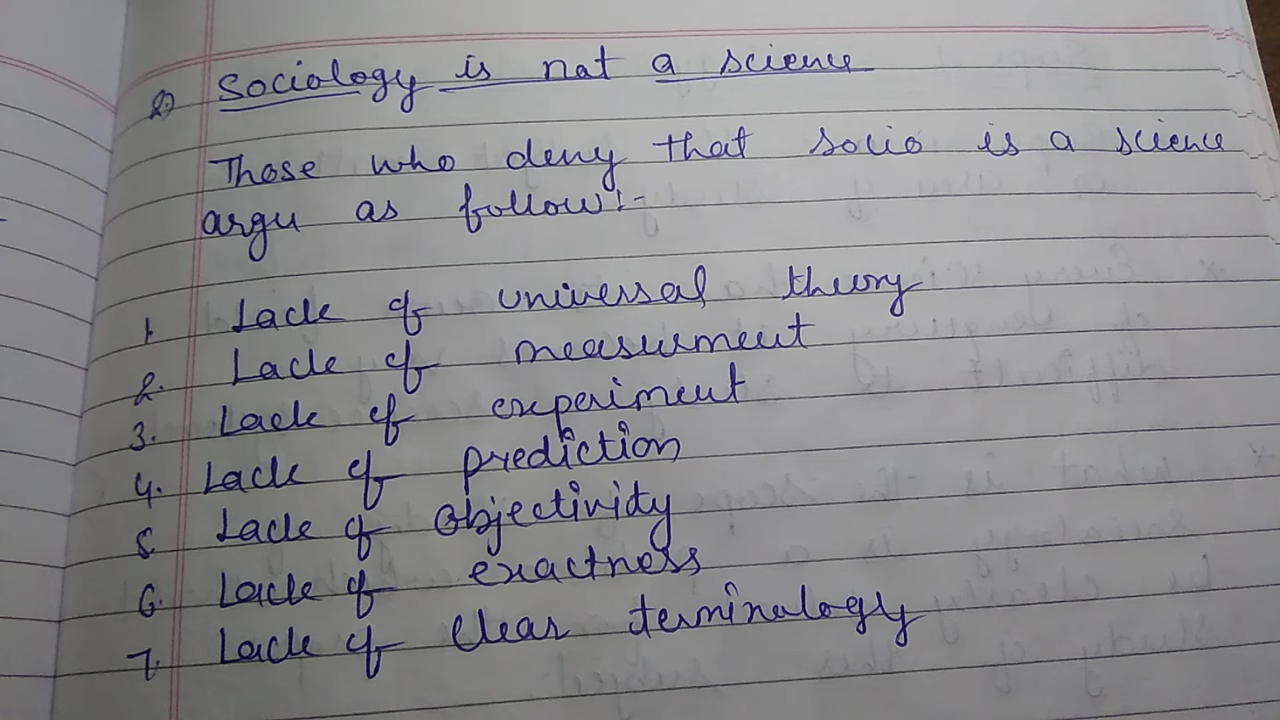 2) Sociology is not a science
Those who deny that socio is a science
argu as follow:-
1. Lack of universal theory
2. Lack of measurment
3. Lack of experiment
4. Lack of prediction
5. Lack of objectivity
6. Lack of exactness
7. Lack of clear terminology